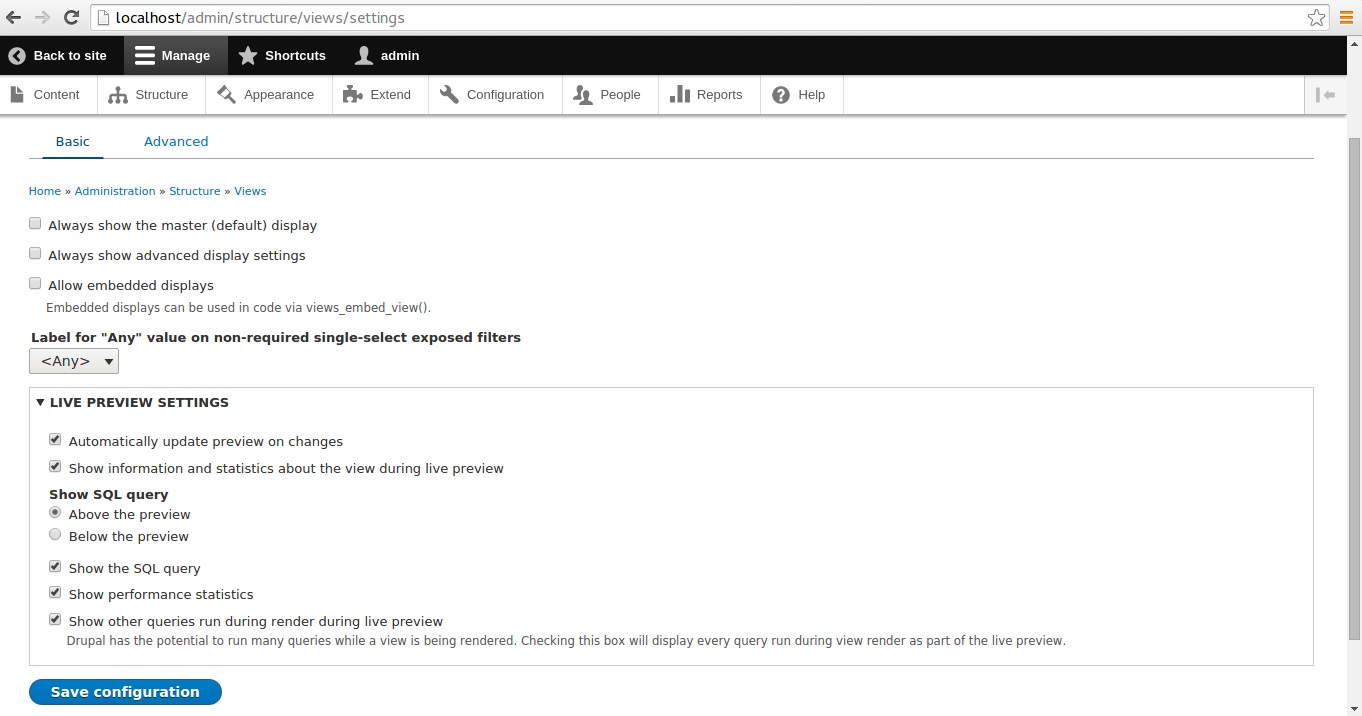 localhost/admin/structure/views/settings
Back to site Manage Shortcuts admin
Content Structure Appearance Extend Configuration People Reports Help
Basic Advanced
Home » Administration » Structure » Views
Always show the master (default) display
Always show advanced display settings
Allow embedded displays
Embedded displays can be used in code via views_embed_view().
Label for "Any" value on non-required single-select exposed filters
<Any>
LIVE PREVIEW SETTINGS
Automatically update preview on changes
Show information and statistics about the view during live preview
Show SQL query
Above the preview
Below the preview
Show the SQL query
Show performance statistics
Show other queries run during render during live preview
Drupal has the potential to run many queries while a view is being rendered. Checking this box will display every query run during view render as part of the live preview.
Save configuration